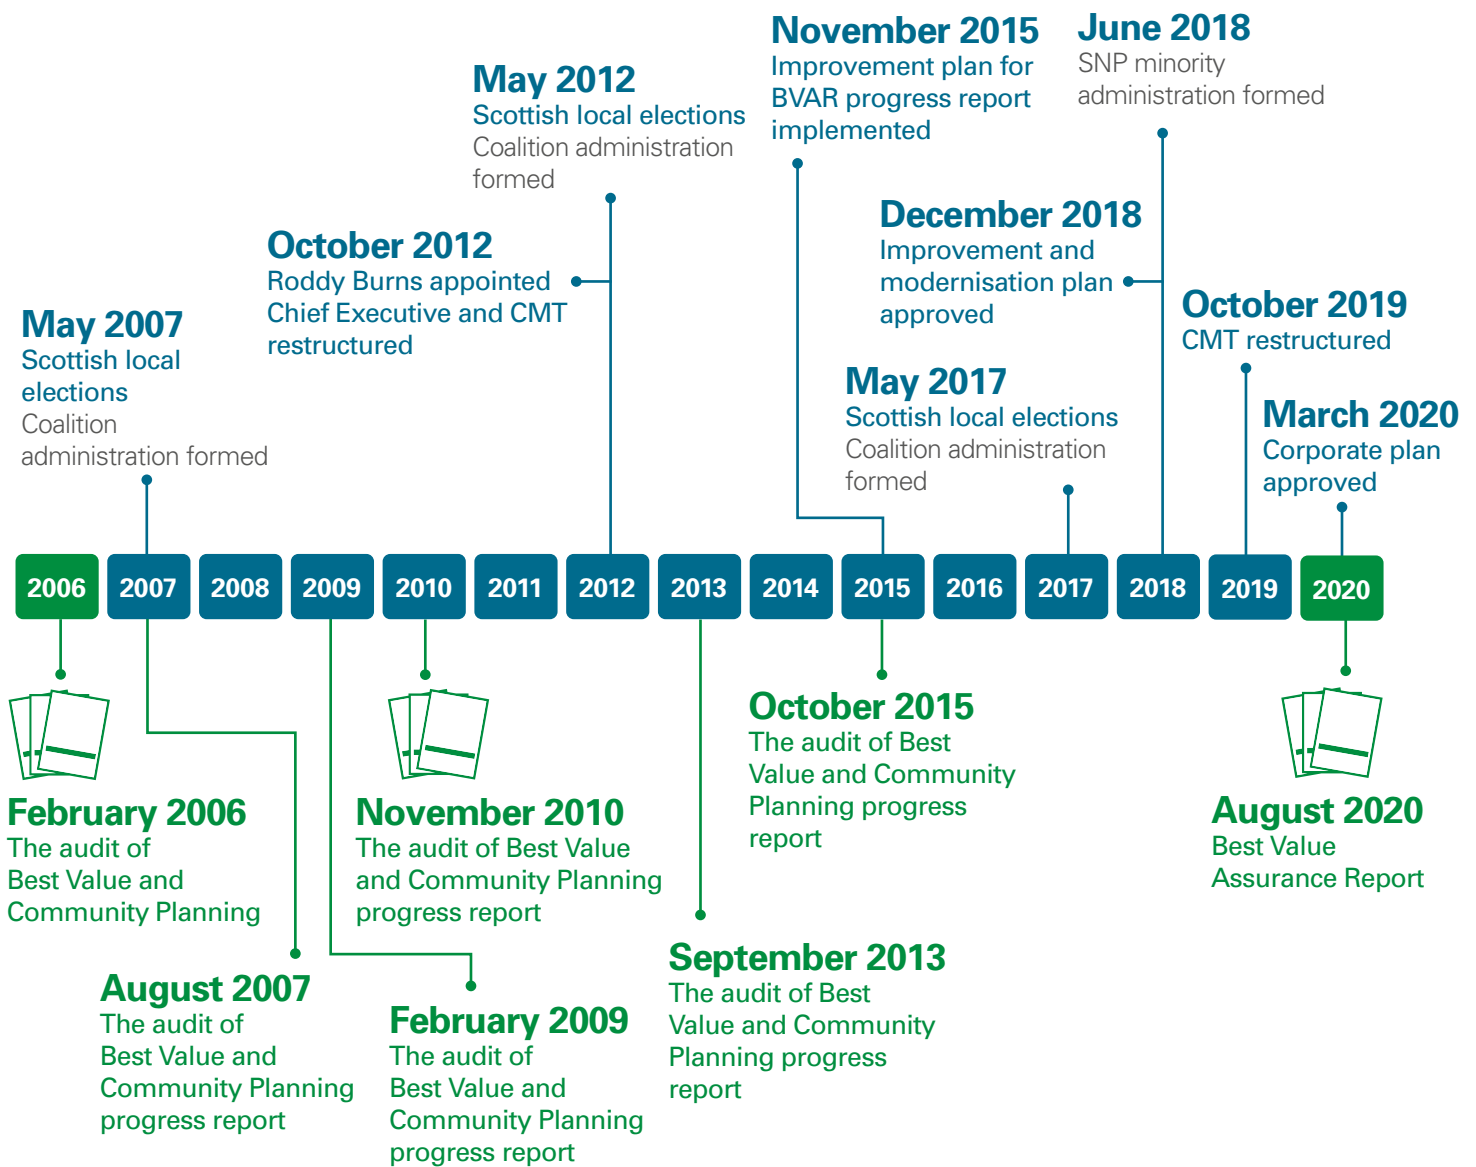 November 2015
Improvement plan for
BVAR progress report
implemented
June 2018
SNP minority
administration formed
May 2012
Scottish local elections
Coalition administration
formed
December 2018
Improvement and
modernisation plan
approved
October 2012
Roddy Burns appointed
Chief Executive and CMT
restructured
October 2019
CMT restructured
May 2007
Scottish local
elections
Coalition
administration formed
May 2017
Scottish local elections
Coalition administration
formed
March 2020
Corporate plan
approved
2006
2007
2008
2009
2010
2011
2012
2013
2014
2015
2016
2017
2018
2019
2020
February 2006
The audit of
Best Value and
Community Planning
November 2010
The audit of Best Value
and Community Planning
progress report
October 2015
The audit of Best
Value and Community
Planning progress
report
August 2020
Best Value
Assurance Report
August 2007
The audit of
Best Value and
Community Planning
progress report
February 2009
The audit of
Best Value and
Community Planning
progress report
September 2013
The audit of Best
Value and Community
Planning progress
report